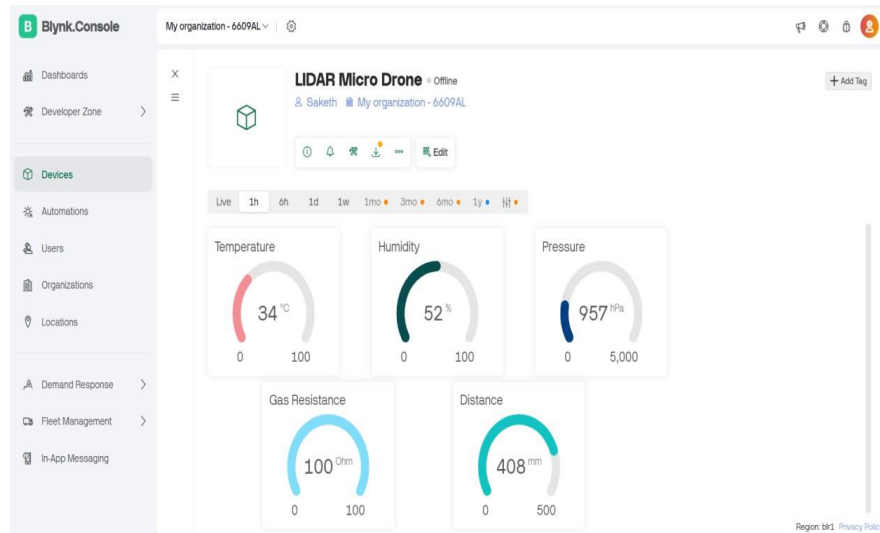 B Blynk.Console
My organization - 6609AL
Dashboards
Developer Zone
Devices
Automations
Users
Organizations
Locations
Demand Response
Fleet Management
In-App Messaging
LIDAR Micro Drone Offline
Saketh My organization - 6609AL
+ Add Tag
Edit
Live 1h 6h 1d 1w 1mo 3mo 6mo 1y
Temperature
34 °C
0 100
Humidity
52 %
0 100
Pressure
957 hPa
0 5,000
Gas Resistance
100 Ohm
0 100
Distance
408 mm
0 500
Region: blr1 Privacy Polic